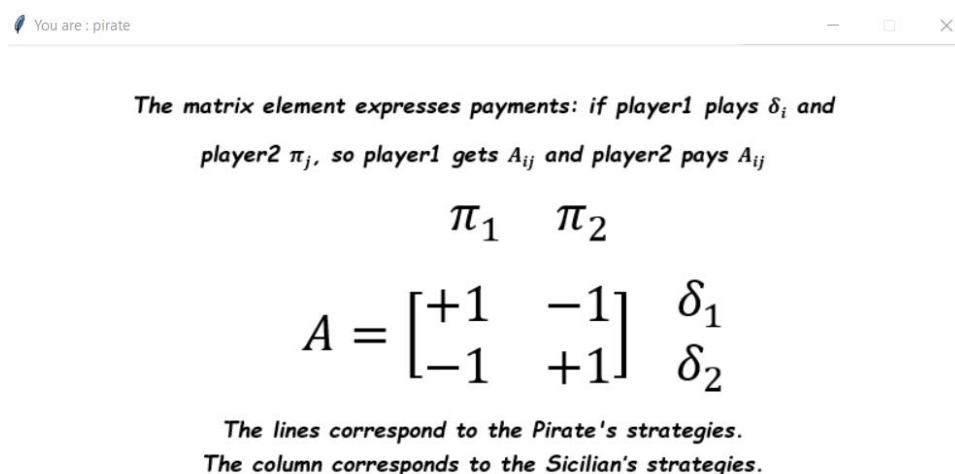 You are : pirate
The matrix element expresses payments: if player1 plays δᵢ and
player2 πⱼ, so player1 gets Aᵢⱼ and player2 pays Aᵢⱼ
π₁ π₂
A = [+1 −1] δ₁
[−1 +1] δ₂
The lines correspond to the Pirate's strategies.
The column corresponds to the Sicilian's strategies.